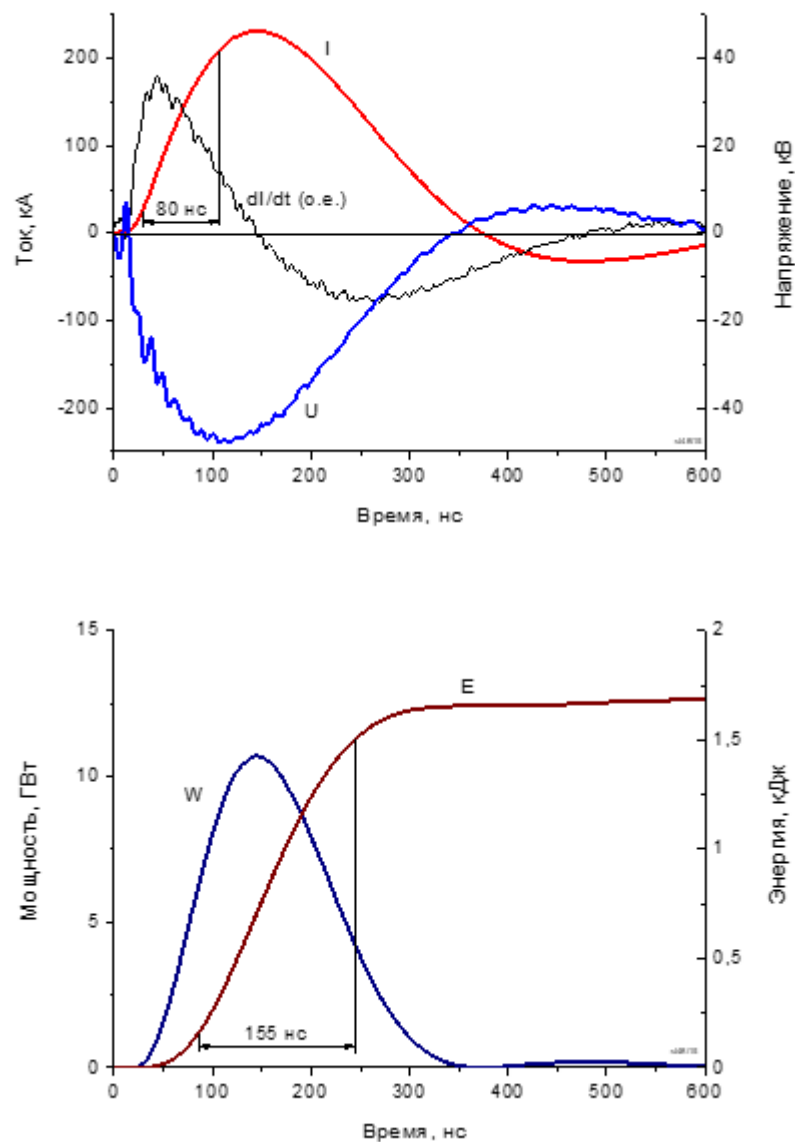 200
100
0
-100
-200
Ток, кА
40
20
0
-20
-40
Напряжение, кВ
I
dI/dt (о.е.)
80 нс
U
0 100 200 300 400 500 600
Время, нс
15
10
5
0
Мощность, ГВт
2
1,5
1
0,5
0
Энергия, кДж
E
W
155 нс
0 100 200 300 400 500 600
Время, нс